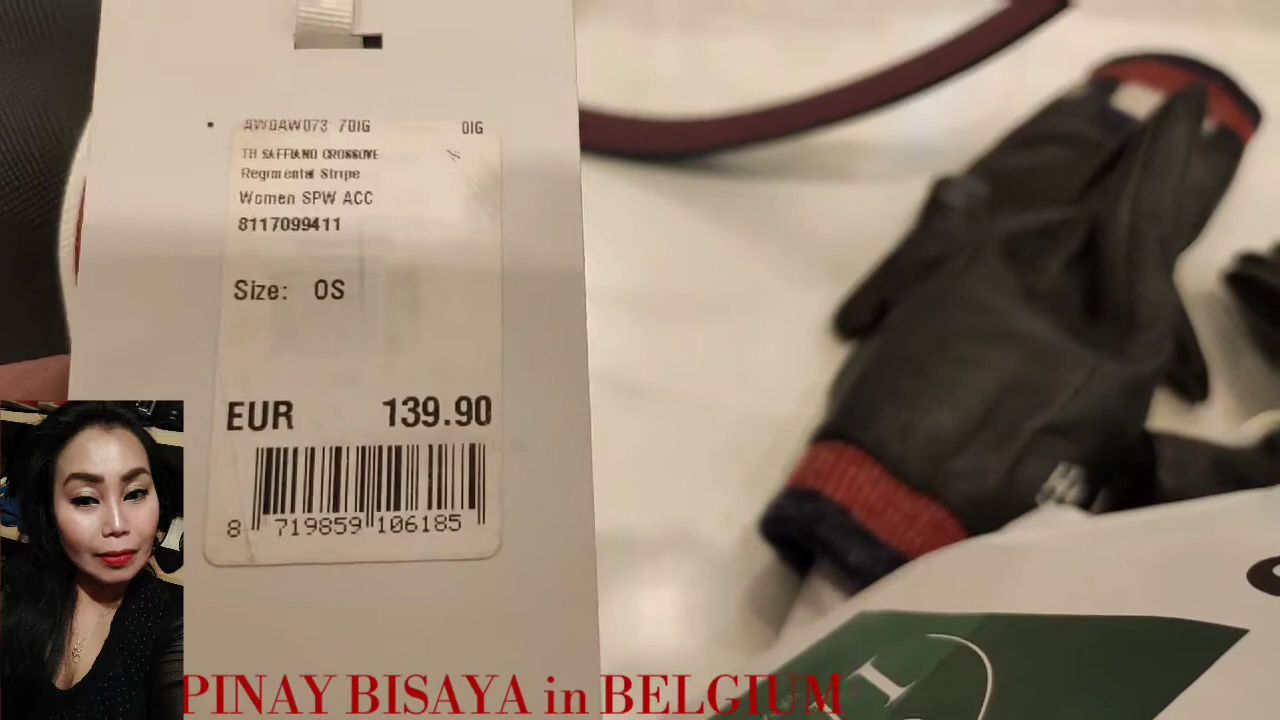 AW0AW073 70IG 0IG
TH SAFFIANO CROSSOVE
Regimental Stripe
Women SPW ACC
8117099411
Size: OS
EUR 139.90
8 719859 106185
PINAY BISAYA in BELGIUM